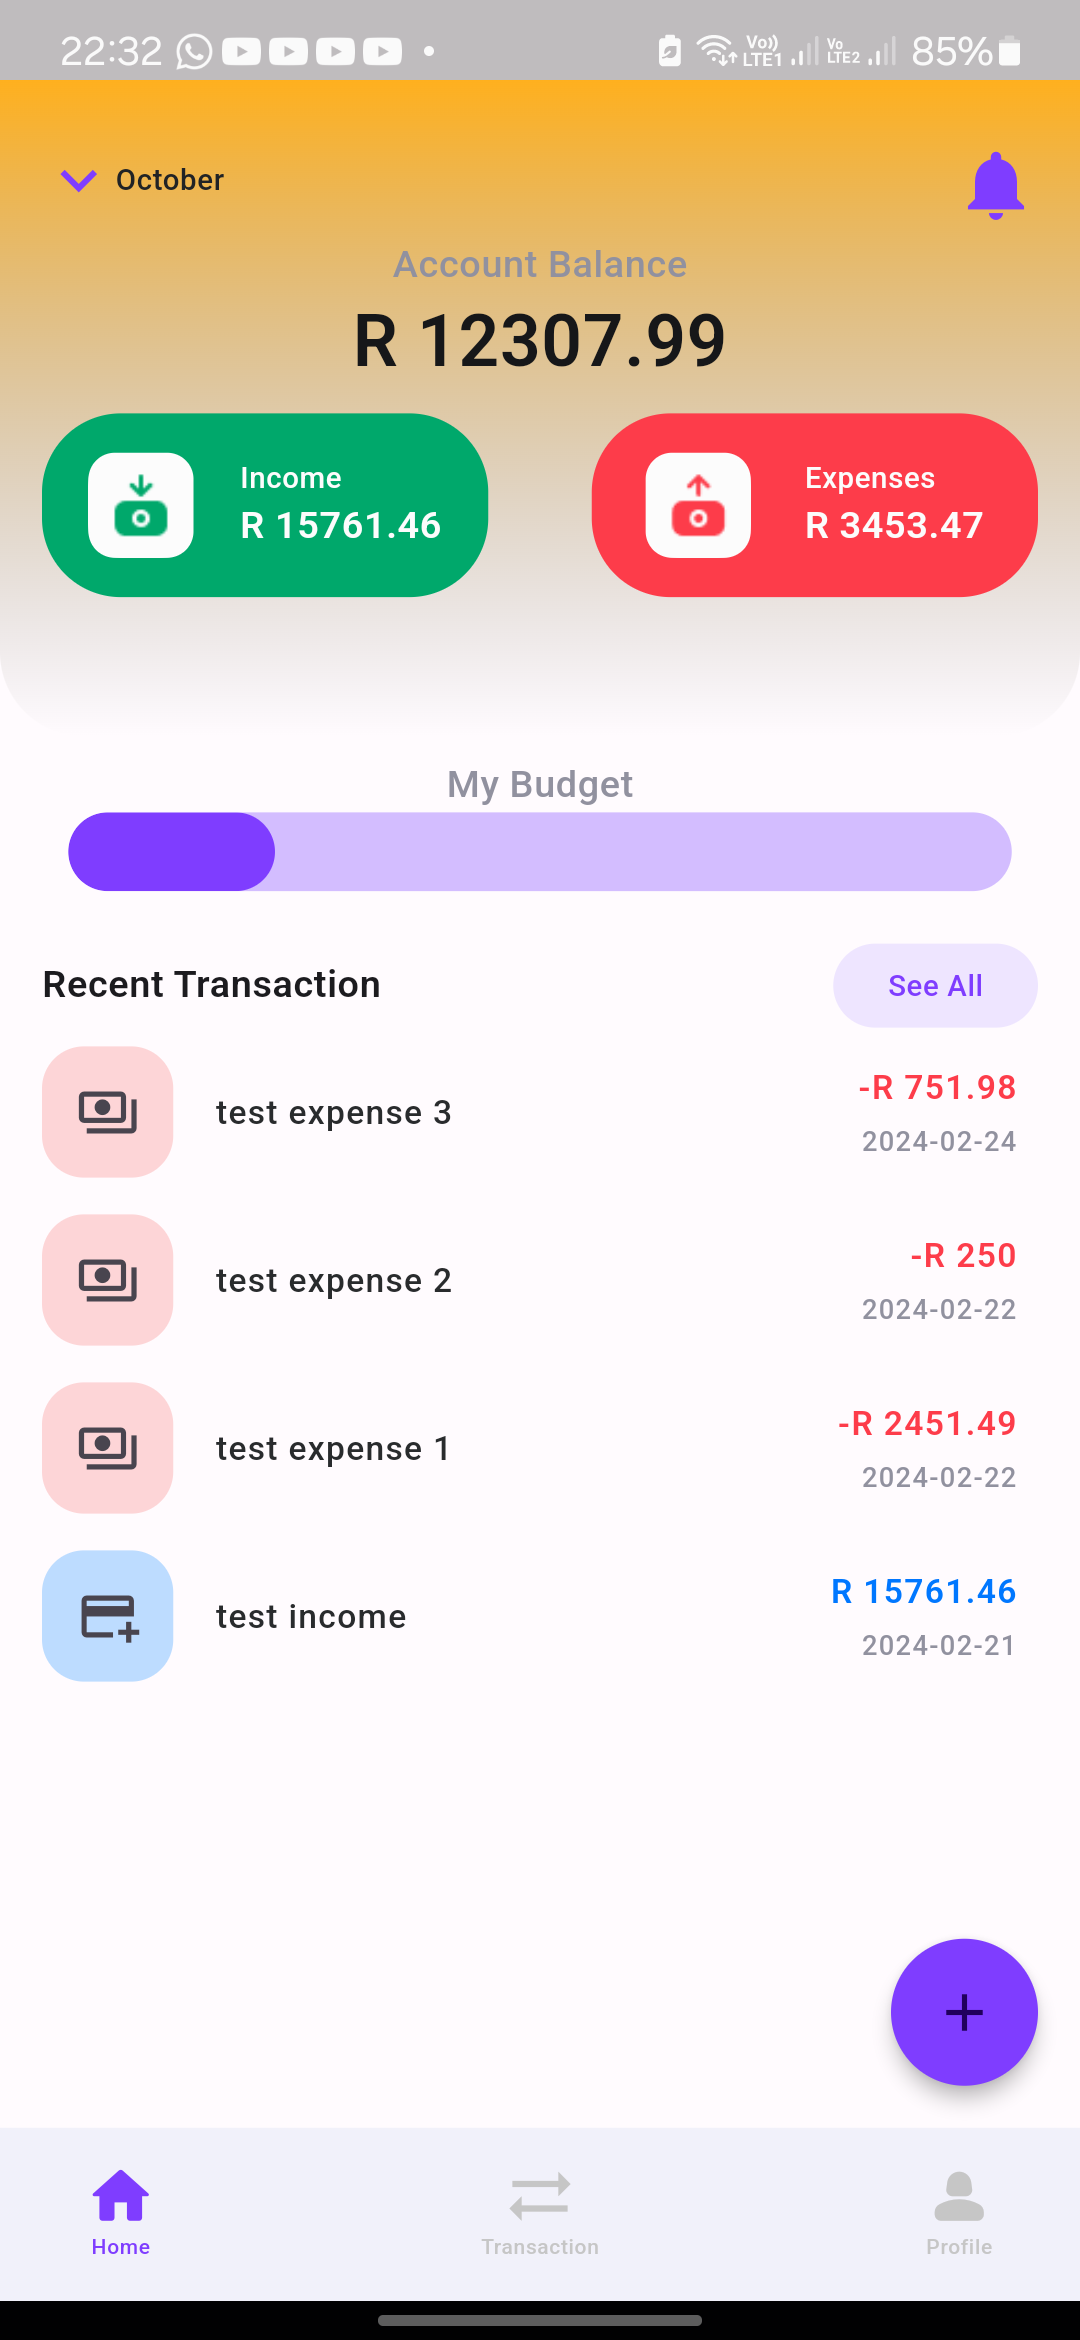 22:32
Vo)) LTE1
Vo LTE2
85%
October
Account Balance
R 12307.99
Income
R 15761.46
Expenses
R 3453.47
My Budget
Recent Transaction
See All
test expense 3
-R 751.98
2024-02-24
test expense 2
-R 250
2024-02-22
test expense 1
-R 2451.49
2024-02-22
test income
R 15761.46
2024-02-21
Home
Transaction
Profile